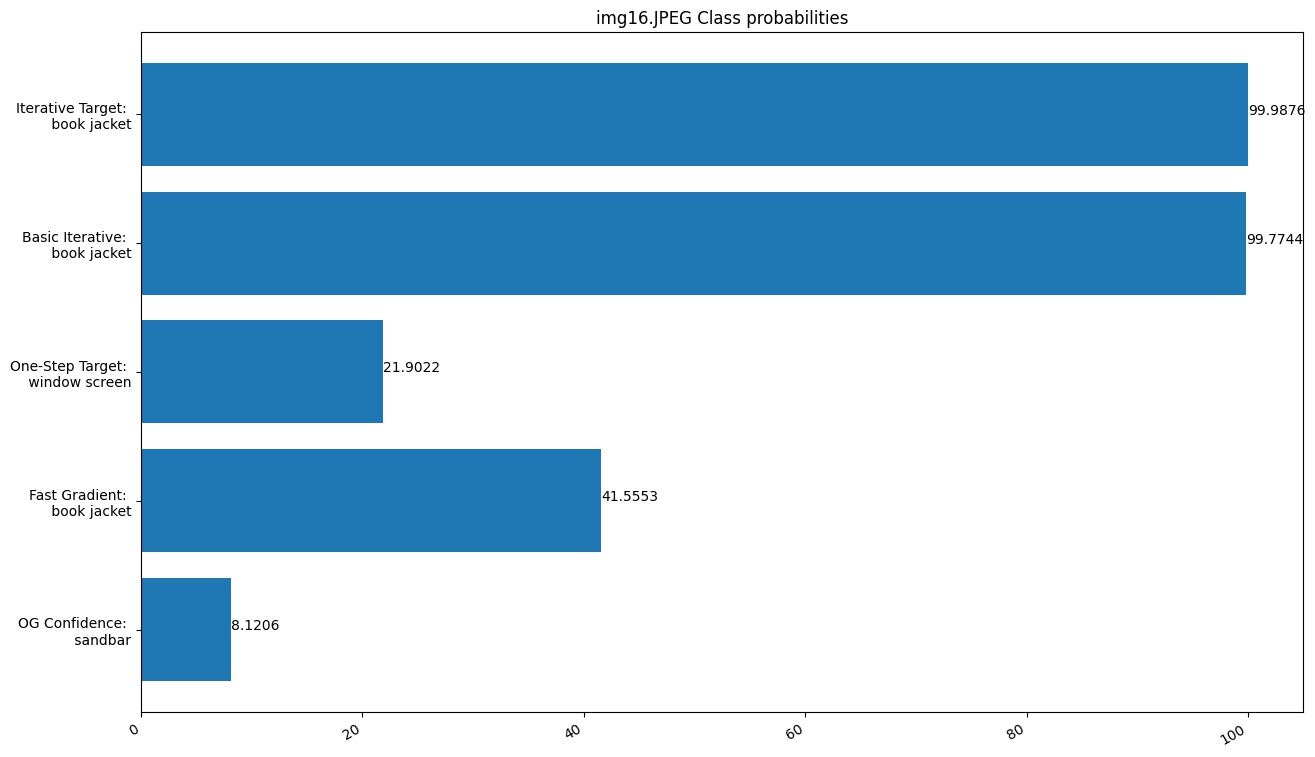 img16.JPEG Class probabilities
Iterative Target:
book jacket
99.9876
Basic Iterative:
book jacket
99.7744
One-Step Target:
window screen
21.9022
Fast Gradient:
book jacket
41.5553
OG Confidence:
sandbar
8.1206
0
20
40
60
80
100